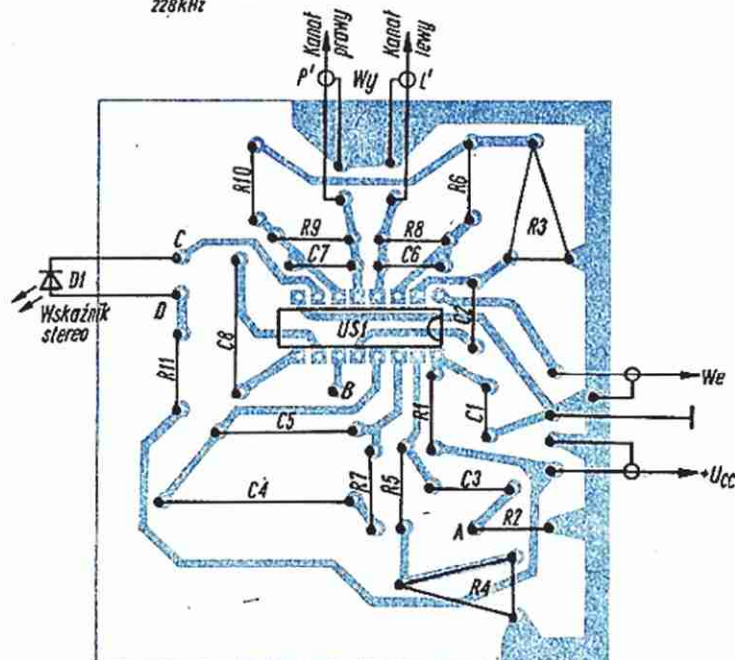 228kHz
Kanał prawy
Kanał lewy
P'
Wy
L'
R10
R6
R9
R8
R3
C7
C6
C
D1
Wskaźnik
stereo
D
C8
C2
US1
R11
B
R1
C1
We
C5
R7
R5
C3
+UCC
C4
A
R2
R4